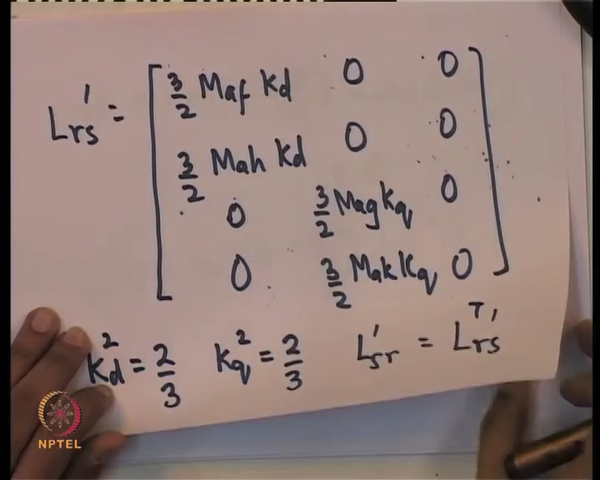 L'rs = [ 3/2 Maf Kd 0 0
3/2 Mah Kd 0 0
0 3/2 Mag Kq 0
0 3/2 Mak Kq 0 ]
Kd² = 2/3 Kq² = 2/3 L'sr = Lrs^T'
NPTEL